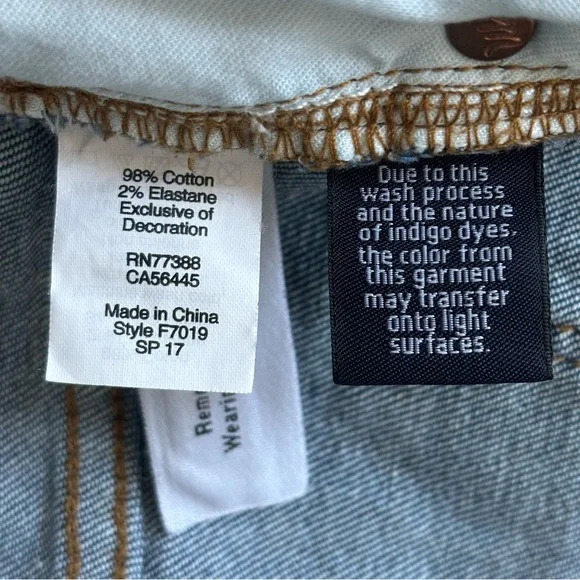 98% Cotton
2% Elastane
Exclusive of
Decoration
RN77388
CA56445
Made in China
Style F7019
SP 17
Due to this
wash process
and the nature
of indigo dyes,
the color from
this garment
may transfer
onto light
surfaces.
Wearin